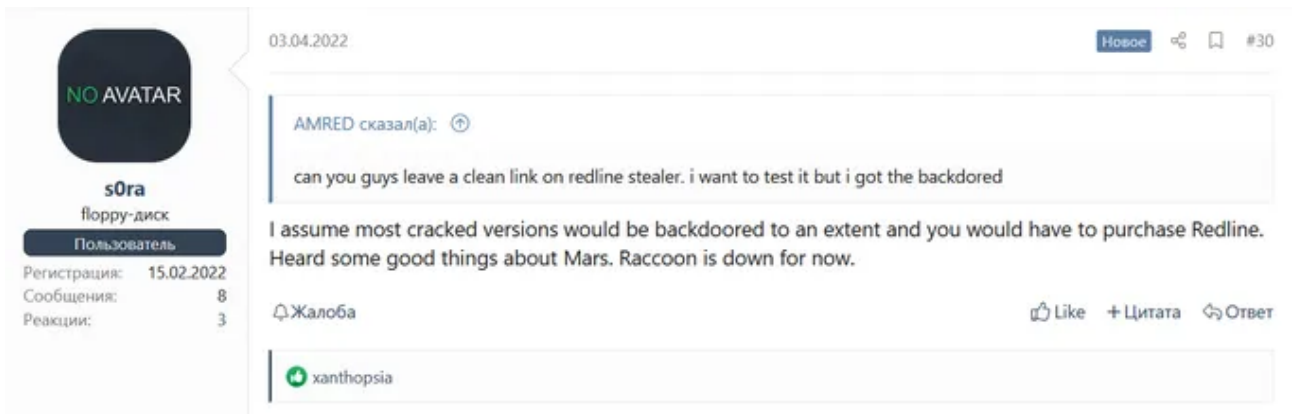 03.04.2022
Новое
#30
NO AVATAR
s0ra
floppy-диск
Пользователь
Регистрация: 15.02.2022
Сообщения: 8
Реакции: 3
AMRED сказал(а):
can you guys leave a clean link on redline stealer. i want to test it but i got the backdored
I assume most cracked versions would be backdoored to an extent and you would have to purchase Redline.
Heard some good things about Mars. Raccoon is down for now.
Жалоба
Like +Цитата Ответ
xanthopsia